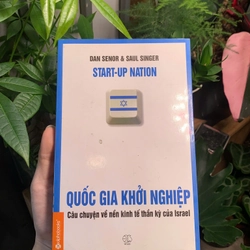 DAN SENOR & SAUL SINGER
START-UP NATION
QUỐC GIA KHỞI NGHIỆP
Câu chuyện về nền kinh tế thần kỳ của Israel